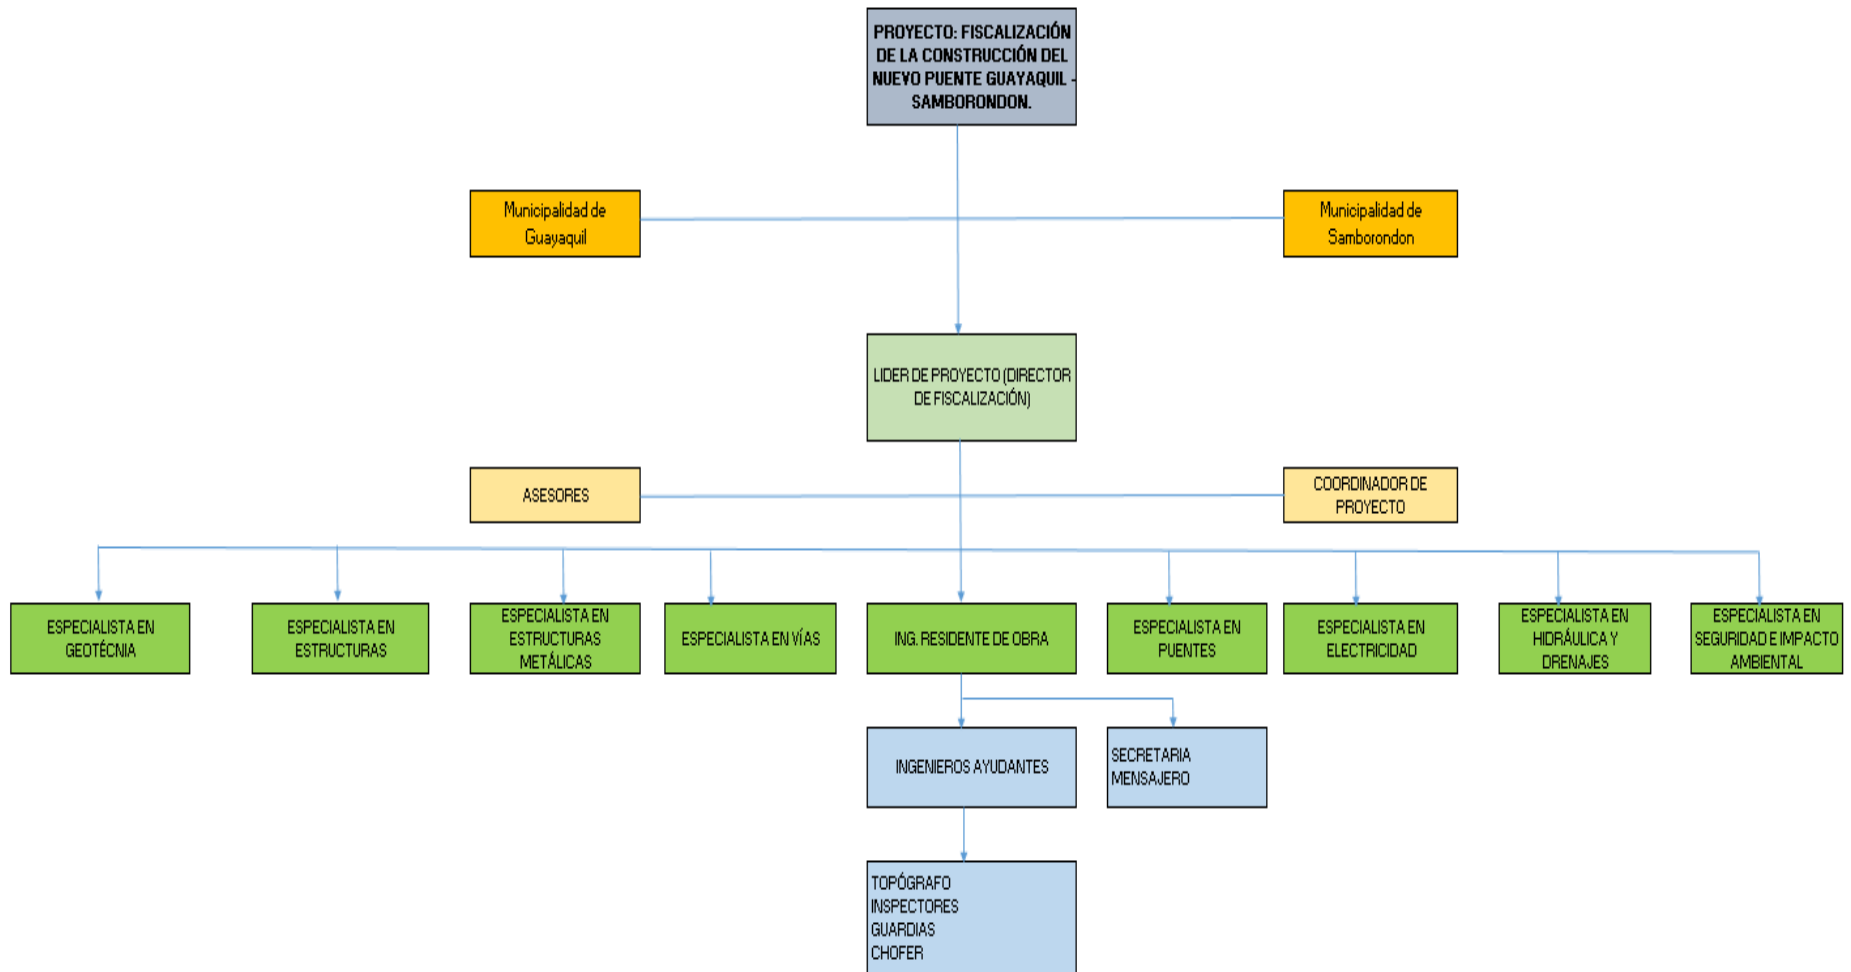 PROYECTO: FISCALIZACIÓN
DE LA CONSTRUCCIÓN DEL
NUEVO PUENTE GUAYAQUIL -
SAMBORONDON.
Municipalidad de
Guayaquil
Municipalidad de
Samborondon
LIDER DE PROYECTO (DIRECTOR
DE FISCALIZACIÓN)
ASESORES
COORDINADOR DE
PROYECTO
ESPECIALISTA EN
GEOTÉCNIA
ESPECIALISTA EN
ESTRUCTURAS
ESPECIALISTA EN
ESTRUCTURAS
METÁLICAS
ESPECIALISTA EN VÍAS
ING. RESIDENTE DE OBRA
ESPECIALISTA EN
PUENTES
ESPECIALISTA EN
ELECTRICIDAD
ESPECIALISTA EN
HIDRÁULICA Y
DRENAJES
ESPECIALISTA EN
SEGURIDAD E IMPACTO
AMBIENTAL
INGENIEROS AYUDANTES
SECRETARIA
MENSAJERO
TOPÓGRAFO
INSPECTORES
GUARDIAS
CHOFER